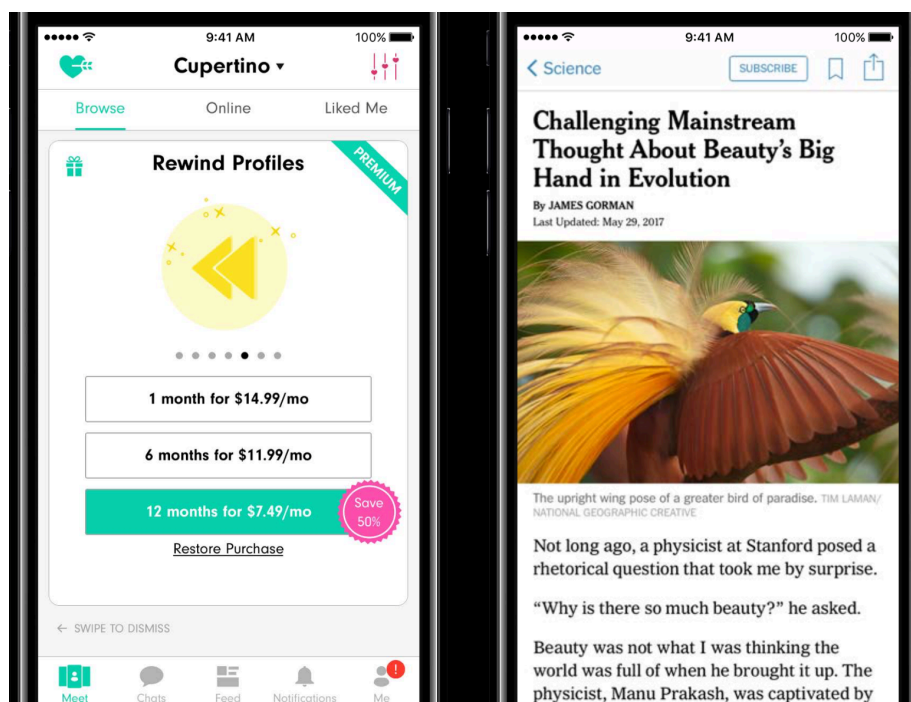 9:41 AM
100%
Cupertino
Browse
Online
Liked Me
PREMIUM
Rewind Profiles
1 month for $14.99/mo
6 months for $11.99/mo
12 months for $7.49/mo
Save
50%
Restore Purchase
← SWIPE TO DISMISS
Meet
Chats
Feed
Notifications
!
Me
9:41 AM
100%
Science
SUBSCRIBE
Challenging Mainstream
Thought About Beauty’s Big
Hand in Evolution
By JAMES GORMAN
Last Updated: May 29, 2017
The upright wing pose of a greater bird of paradise. TIM LAMAN/
NATIONAL GEOGRAPHIC CREATIVE
Not long ago, a physicist at Stanford posed a
rhetorical question that took me by surprise.
“Why is there so much beauty?” he asked.
Beauty was not what I was thinking the
world was full of when he brought it up. The
physicist, Manu Prakash, was captivated by